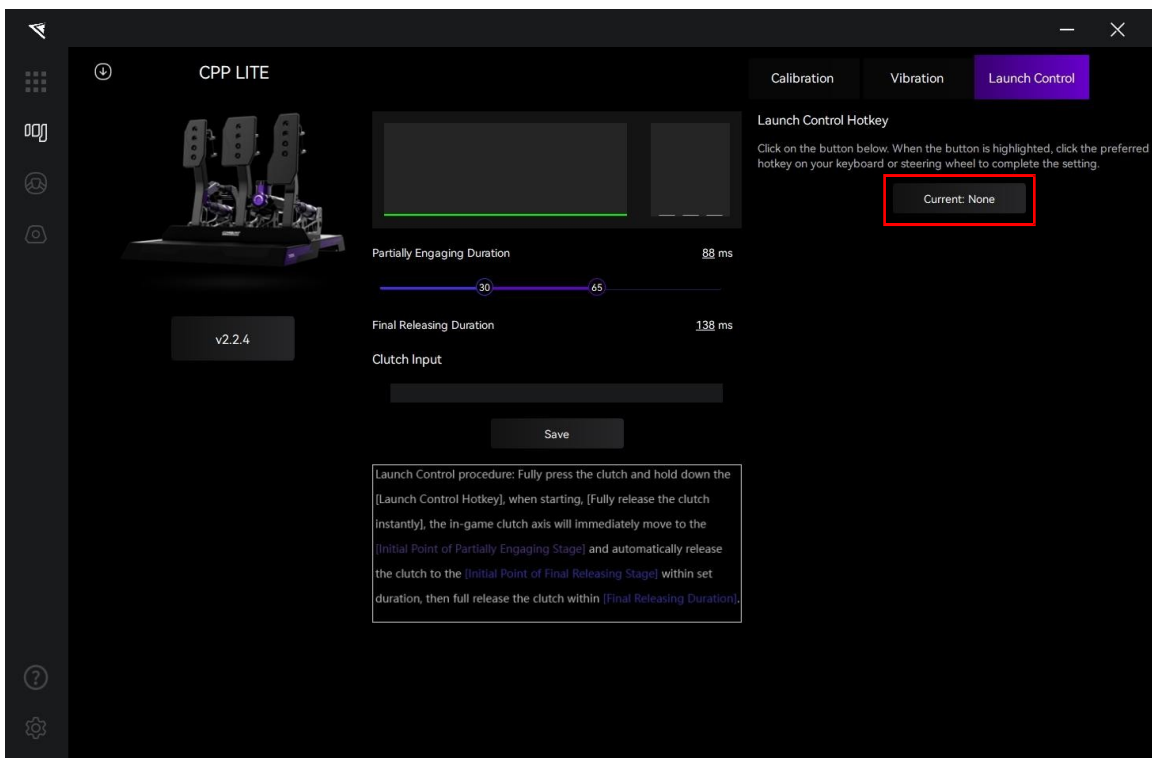 CPP LITE
Calibration
Vibration
Launch Control
Launch Control Hotkey
Click on the button below. When the button is highlighted, click the preferred
hotkey on your keyboard or steering wheel to complete the setting.
Current: None
Partially Engaging Duration
88 ms
30
65
Final Releasing Duration
138 ms
v2.2.4
Clutch Input
Save
Launch Control procedure: Fully press the clutch and hold down the
[Launch Control Hotkey], when starting, [Fully release the clutch
instantly], the in-game clutch axis will immediately move to the
[Initial Point of Partially Engaging Stage] and automatically release
the clutch to the [Initial Point of Final Releasing Stage] within set
duration, then full release the clutch within [Final Releasing Duration].